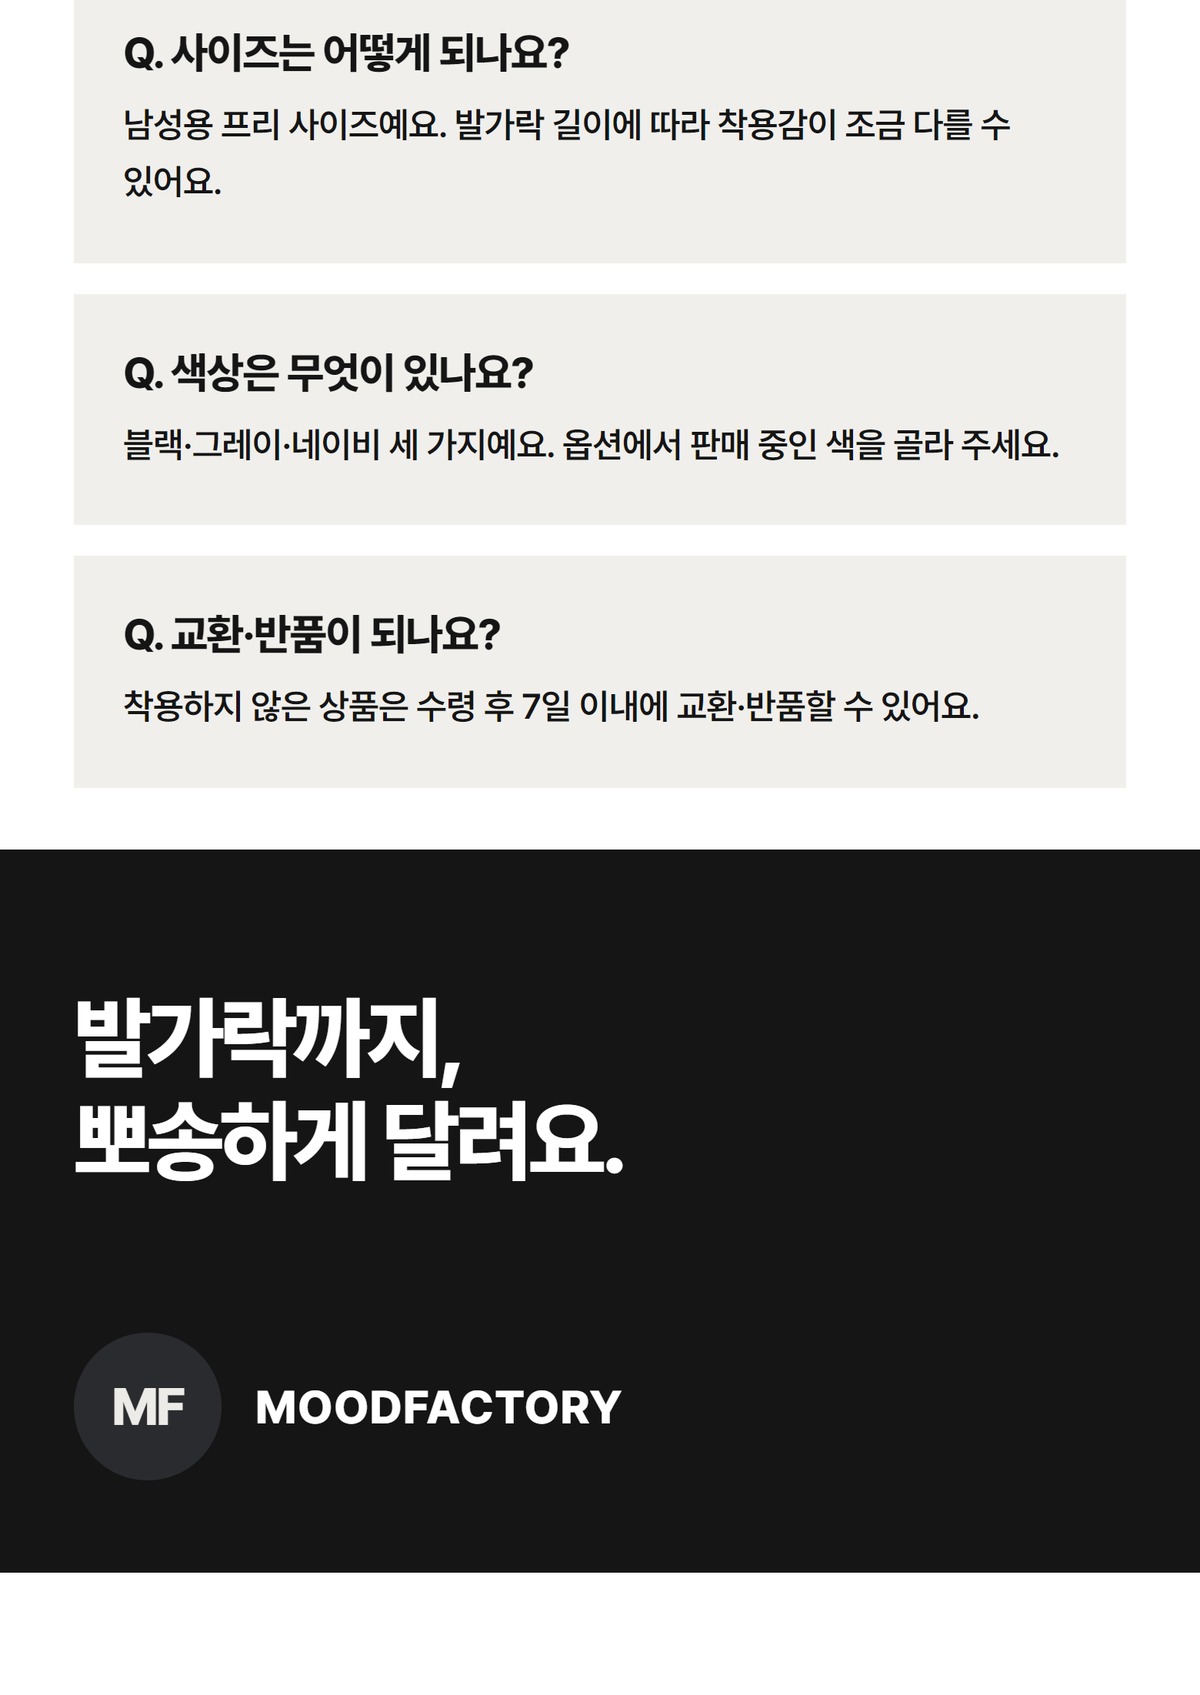 Q. 사이즈는 어떻게 되나요?
남성용 프리 사이즈예요. 발가락 길이에 따라 착용감이 조금 다를 수
있어요.
Q. 색상은 무엇이 있나요?
블랙·그레이·네이비 세 가지예요. 옵션에서 판매 중인 색을 골라 주세요.
Q. 교환·반품이 되나요?
착용하지 않은 상품은 수령 후 7일 이내에 교환·반품할 수 있어요.
발가락까지,
뽀송하게 달려요.
MF MOODFACTORY